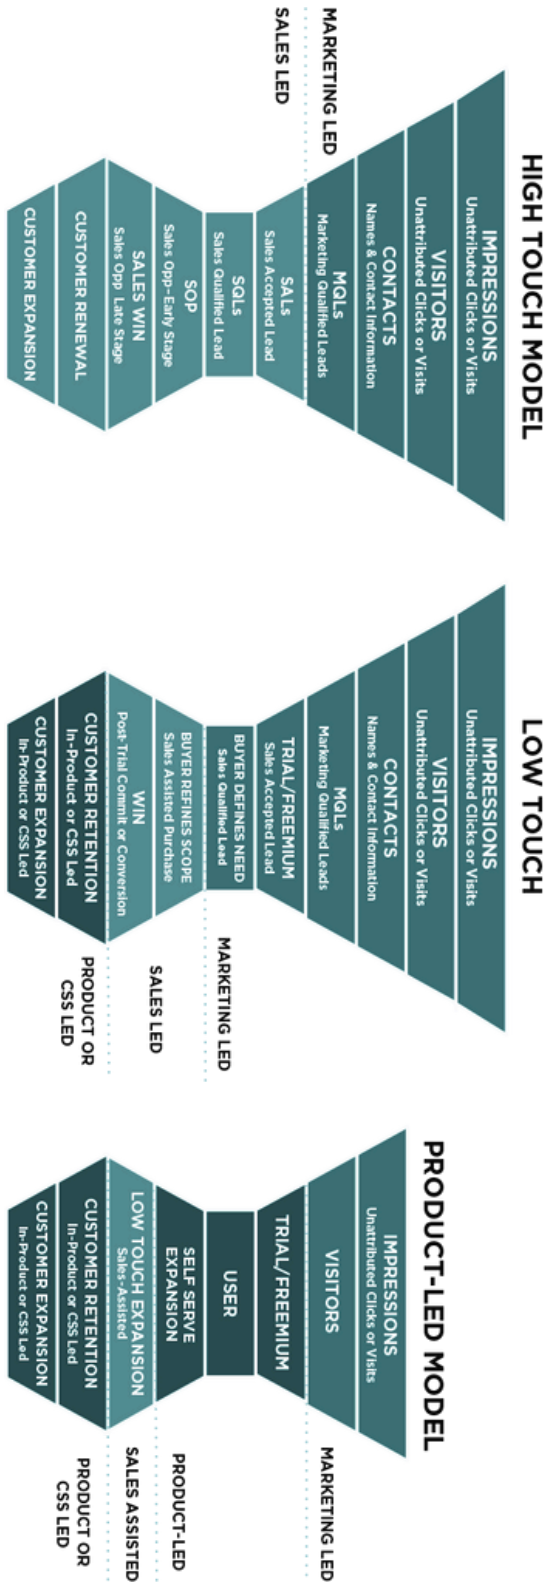 HIGH TOUCH MODEL
IMPRESSIONS
Unattributed Clicks or Visits
VISITORS
Unattributed Clicks or Visits
CONTACTS
Names & Contact Information
MQLs
Marketing Qualified Leads
MARKETING LED
SALES LED
SALs
Sales Accepted Lead
SQLs
Sales Qualified Lead
SOP
Sales Opp-Early Stage
SALES WIN
Sales Opp Late Stage
CUSTOMER RENEWAL
CUSTOMER EXPANSION
LOW TOUCH
IMPRESSIONS
Unattributed Clicks or Visits
VISITORS
Unattributed Clicks or Visits
CONTACTS
Names & Contact Information
MQLs
Marketing Qualified Leads
TRIAL/FREEMIUM
Sales Accepted Lead
BUYER DEFINES NEED
Sales Qualified Lead
MARKETING LED
BUYER REFINES SCOPE
Sales Assisted Purchase
SALES LED
WIN
Post-Trial Commit or Conversion
CUSTOMER RETENTION
In-Product or CSS Led
PRODUCT OR
CSS LED
CUSTOMER EXPANSION
In-Product or CSS Led
PRODUCT-LED MODEL
IMPRESSIONS
Unattributed Clicks or Visits
VISITORS
MARKETING LED
TRIAL/FREEMIUM
USER
SELF SERVE
EXPANSION
PRODUCT-LED
LOW TOUCH EXPANSION
Sales-Assisted
SALES ASSISTED
CUSTOMER RETENTION
In-Product or CSS Led
PRODUCT OR
CSS LED
CUSTOMER EXPANSION
In-Product or CSS Led